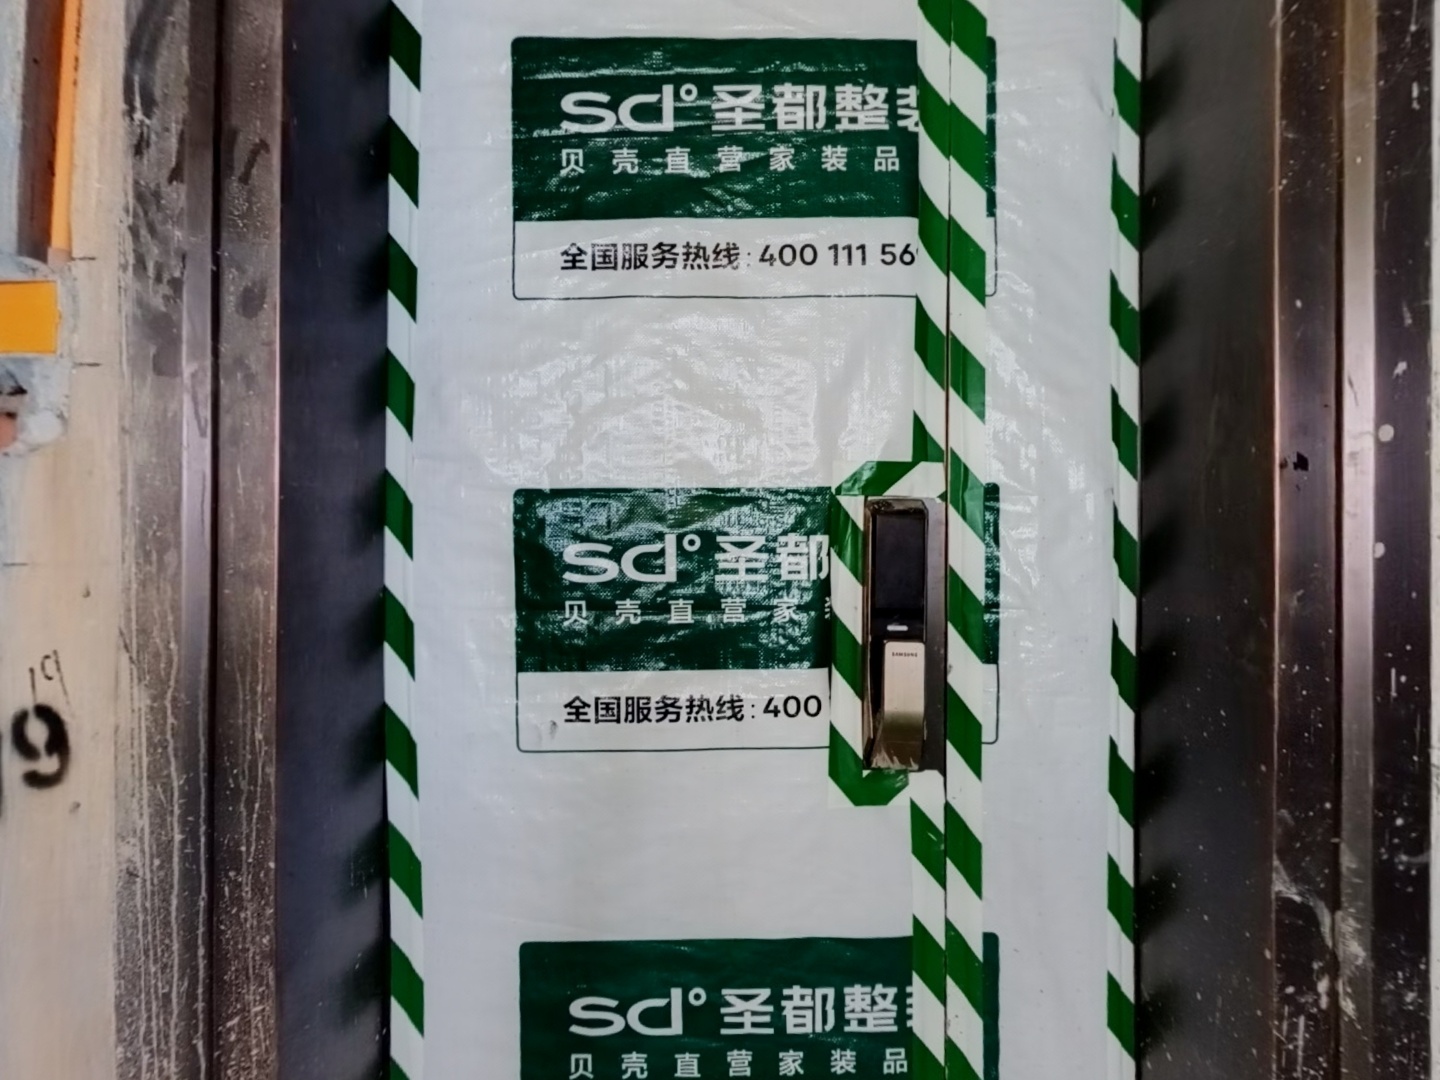 sd° 圣都整
贝壳直营家装品
全国服务热线: 400 111 56
sd° 圣都
贝壳直营家
全国服务热线: 400
SAMSUNG
19
9
sd° 圣都整
贝壳直营家装品